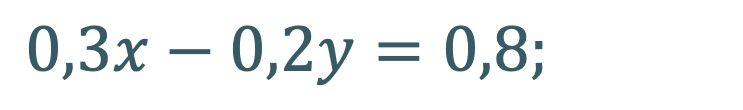 0,3x − 0,2y = 0,8;